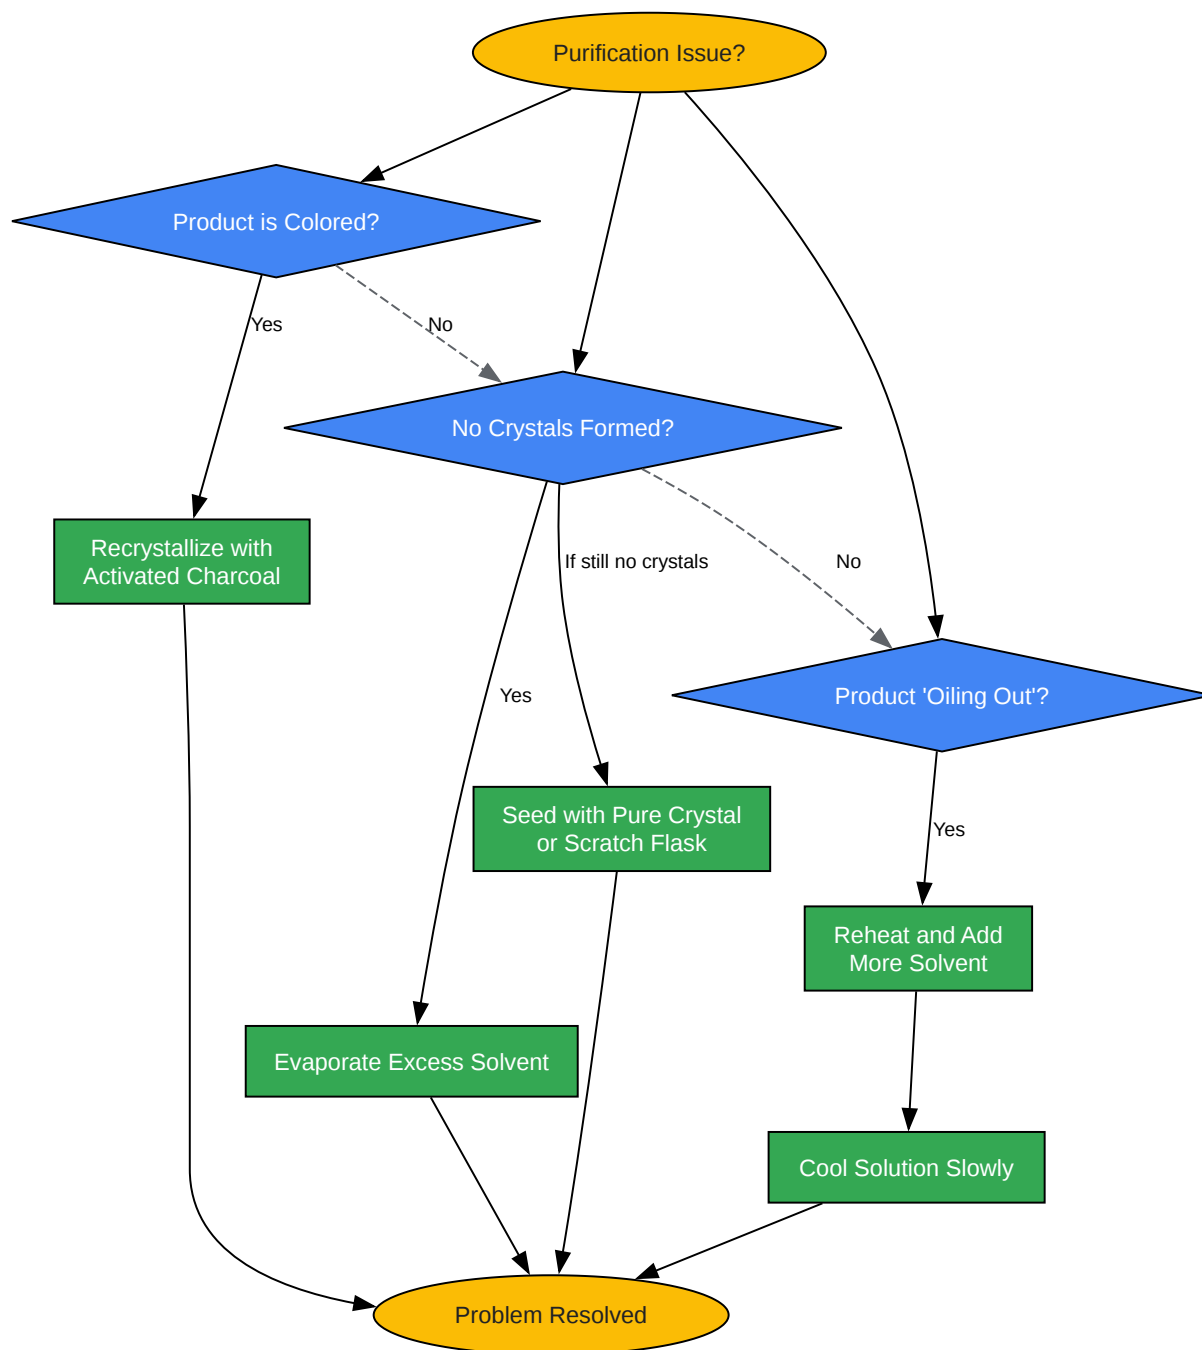 Purification Issue?
Product is Colored?
Yes
No
No Crystals Formed?
Recrystallize with
Activated Charcoal
If still no crystals
No
Yes
Product 'Oiling Out'?
Seed with Pure Crystal
or Scratch Flask
Yes
Reheat and Add
More Solvent
Evaporate Excess Solvent
Cool Solution Slowly
Problem Resolved